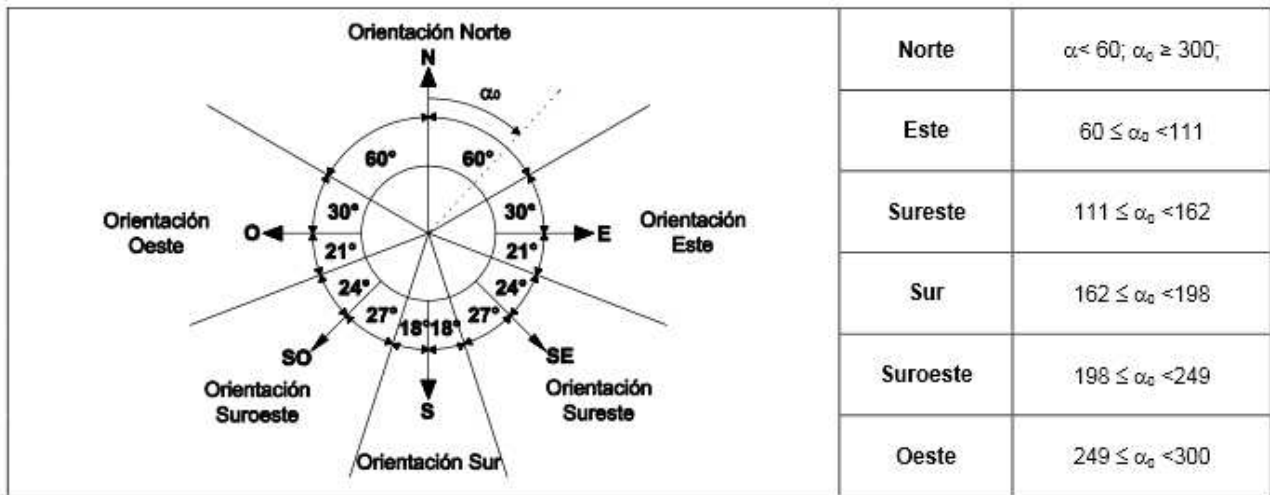 Orientación Norte
N
α₀
60° 60°
30° 30°
Orientación
Oeste
O
E
Orientación
Este
21° 21°
24° 24°
27° 18° 18° 27°
SO
SE
Orientación
Suroeste
S
Orientación
Sureste
Orientación Sur
Norte α< 60; α₀ ≥ 300;
Este 60 ≤ α₀ <111
Sureste 111 ≤ α₀ <162
Sur 162 ≤ α₀ <198
Suroeste 198 ≤ α₀ <249
Oeste 249 ≤ α₀ <300